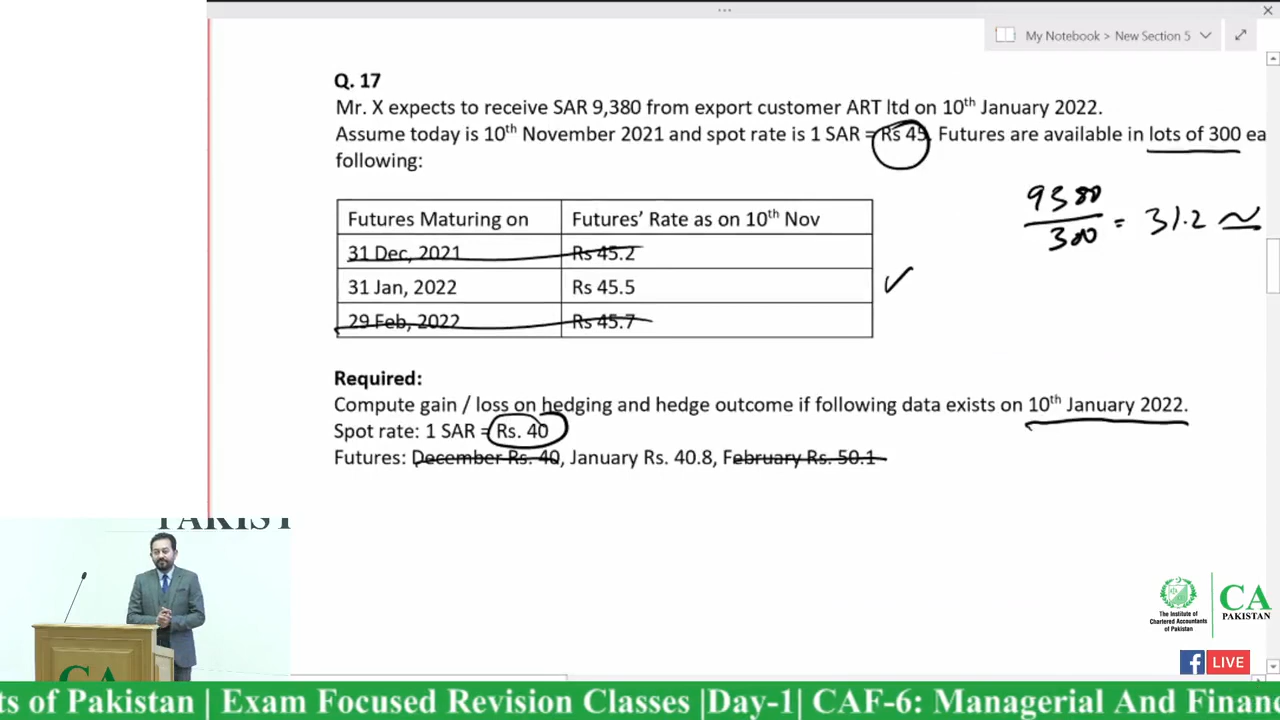 My Notebook > New Section 5
Q. 17
Mr. X expects to receive SAR 9,380 from export customer ART ltd on 10th January 2022.
Assume today is 10th November 2021 and spot rate is 1 SAR = Rs 45. Futures are available in lots of 300 ea
following:
9380
300
= 31.2 ≃
Futures Maturing on Futures' Rate as on 10th Nov
31 Dec, 2021 Rs 45.2
31 Jan, 2022 Rs 45.5
29 Feb, 2022 Rs 45.7
Required:
Compute gain / loss on hedging and hedge outcome if following data exists on 10th January 2022.
Spot rate: 1 SAR = Rs. 40
Futures: December Rs. 40, January Rs. 40.8, February Rs. 50.1
PAKIST
CA
The Institute of
Chartered Accountants
of Pakistan
CA
PAKISTAN
f LIVE
ts of Pakistan | Exam Focused Revision Classes |Day-1| CAF-6: Managerial And Financ